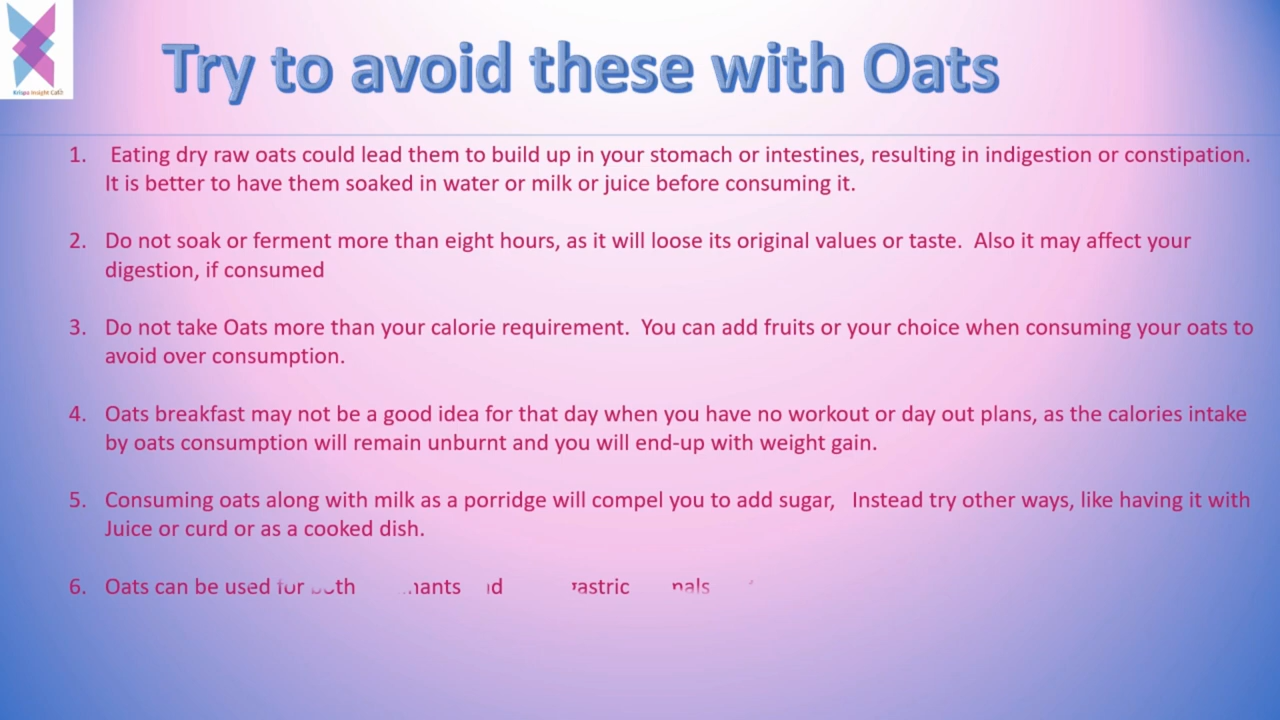 Krispa Insight Café
Try to avoid these with Oats
1. Eating dry raw oats could lead them to build up in your stomach or intestines, resulting in indigestion or constipation.
It is better to have them soaked in water or milk or juice before consuming it.
2. Do not soak or ferment more than eight hours, as it will loose its original values or taste. Also it may affect your
digestion, if consumed
3. Do not take Oats more than your calorie requirement. You can add fruits or your choice when consuming your oats to
avoid over consumption.
4. Oats breakfast may not be a good idea for that day when you have no workout or day out plans, as the calories intake
by oats consumption will remain unburnt and you will end-up with weight gain.
5. Consuming oats along with milk as a porridge will compel you to add sugar, Instead try other ways, like having it with
Juice or curd or as a cooked dish.
6. Oats can be used for both